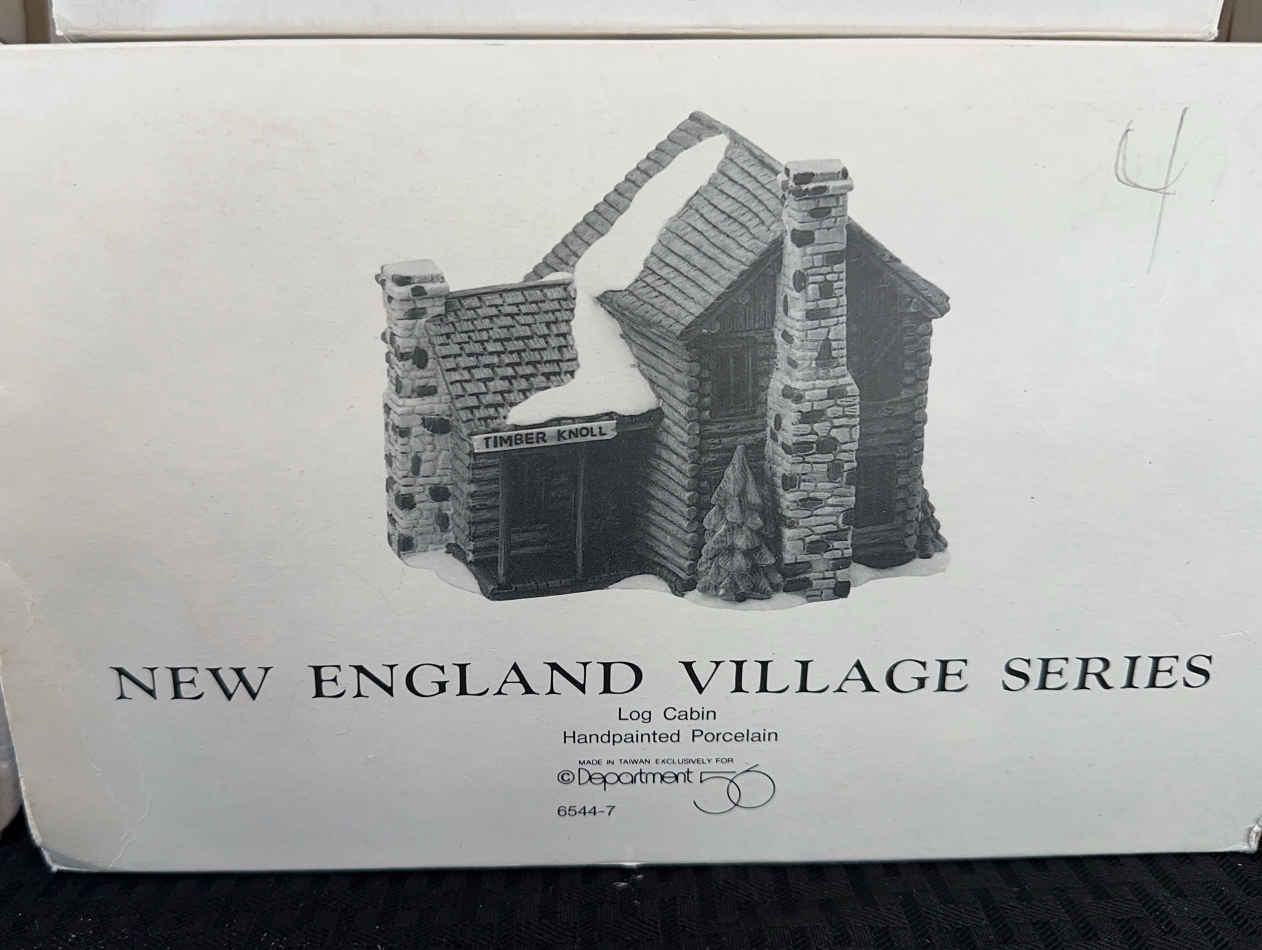 4
TIMBER KNOLL
NEW ENGLAND VILLAGE SERIES
Log Cabin
Handpainted Porcelain
MADE IN TAIWAN EXCLUSIVELY FOR
©Department 56
6544-7